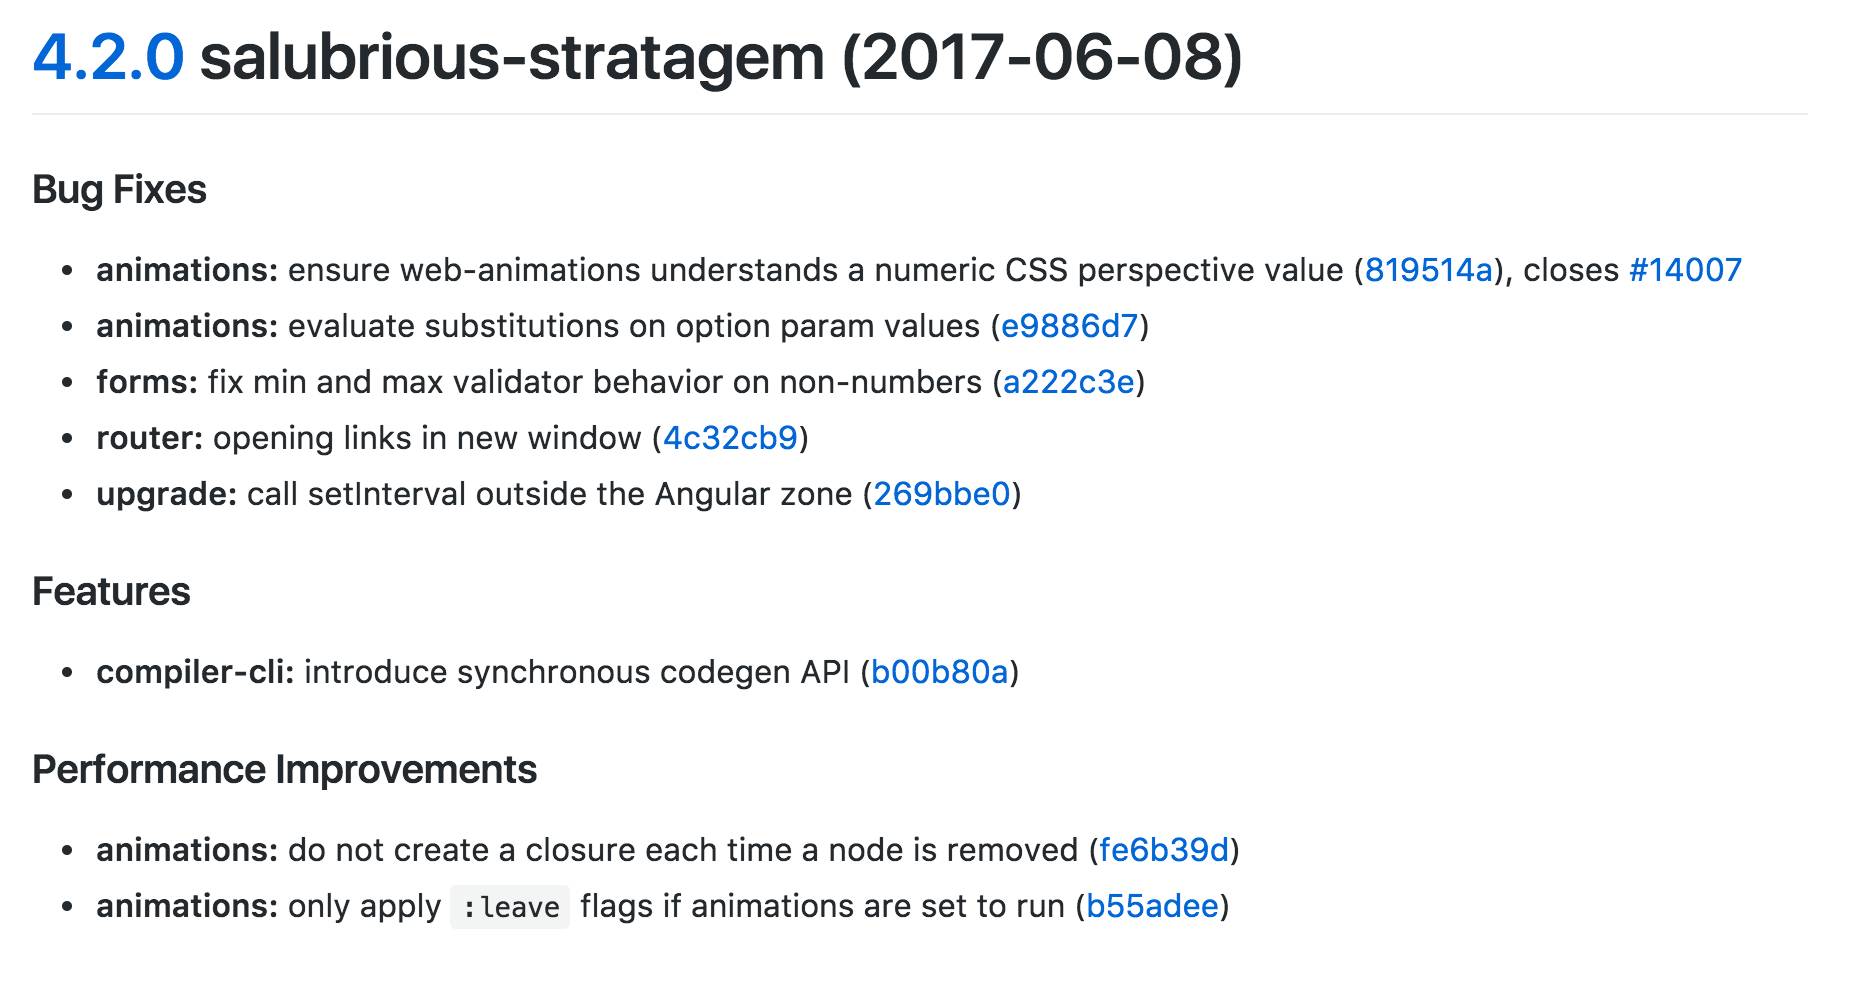 4.2.0 salubrious-stratagem (2017-06-08)
Bug Fixes
• animations: ensure web-animations understands a numeric CSS perspective value (819514a), closes #14007
• animations: evaluate substitutions on option param values (e9886d7)
• forms: fix min and max validator behavior on non-numbers (a222c3e)
• router: opening links in new window (4c32cb9)
• upgrade: call setInterval outside the Angular zone (269bbe0)
Features
• compiler-cli: introduce synchronous codegen API (b00b80a)
Performance Improvements
• animations: do not create a closure each time a node is removed (fe6b39d)
• animations: only apply :leave flags if animations are set to run (b55adee)